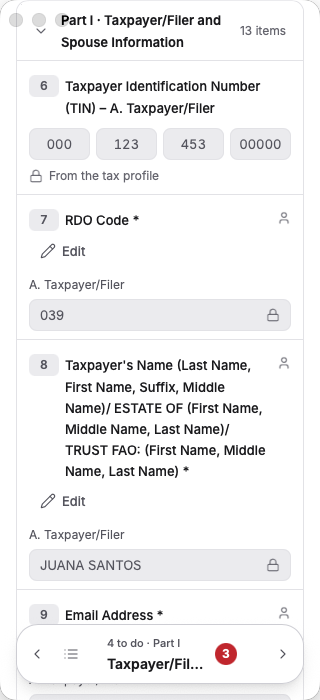 Part I · Taxpayer/Filer and
Spouse Information
13 items
6
Taxpayer Identification Number
(TIN) – A. Taxpayer/Filer
000
123
453
00000
From the tax profile
7
RDO Code *
Edit
A. Taxpayer/Filer
039
8
Taxpayer's Name (Last Name,
First Name, Suffix, Middle
Name)/ ESTATE OF (First Name,
Middle Name, Last Name)/
TRUST FAO: (First Name, Middle
Name, Last Name) *
Edit
A. Taxpayer/Filer
JUANA SANTOS
9
Email Address *
4 to do · Part I
Taxpayer/Fil...
3